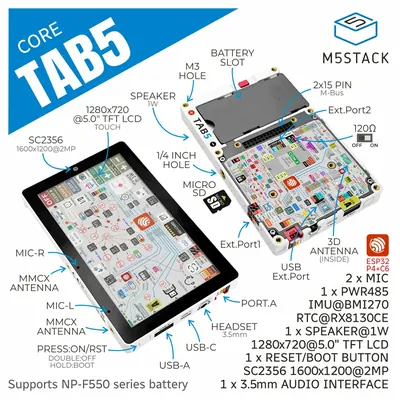 CORE
TAB5
M5STACK
BATTERY
SLOT
M3
HOLE
2x15 PIN
M-Bus
SPEAKER
1W
Ext.Port2
1280x720
@5.0" TFT LCD
TOUCH
120Ω
OFF ON
TAB5
SC2356
1600x1200@2MP
1/4 INCH
HOLE
MICRO
SD
3D
ANTENNA
(INSIDE)
ESP32
P4+C6
Ext.Port1
USB
Ext.Port
MIC-R
MMCX
ANTENNA
MIC-L
MMCX
ANTENNA
PORT.A
HEADSET
3.5mm
USB-C
USB-A
PRESS:ON/RST
DOUBLE:OFF
HOLD:BOOT
2 x MIC
1 x PWR485
IMU@BMI270
RTC@RX8130CE
1 x SPEAKER@1W
1280x720@5.0" TFT LCD
1 x RESET/BOOT BUTTON
SC2356 1600x1200@2MP
1 x 3.5mm AUDIO INTERFACE
Supports NP-F550 series battery